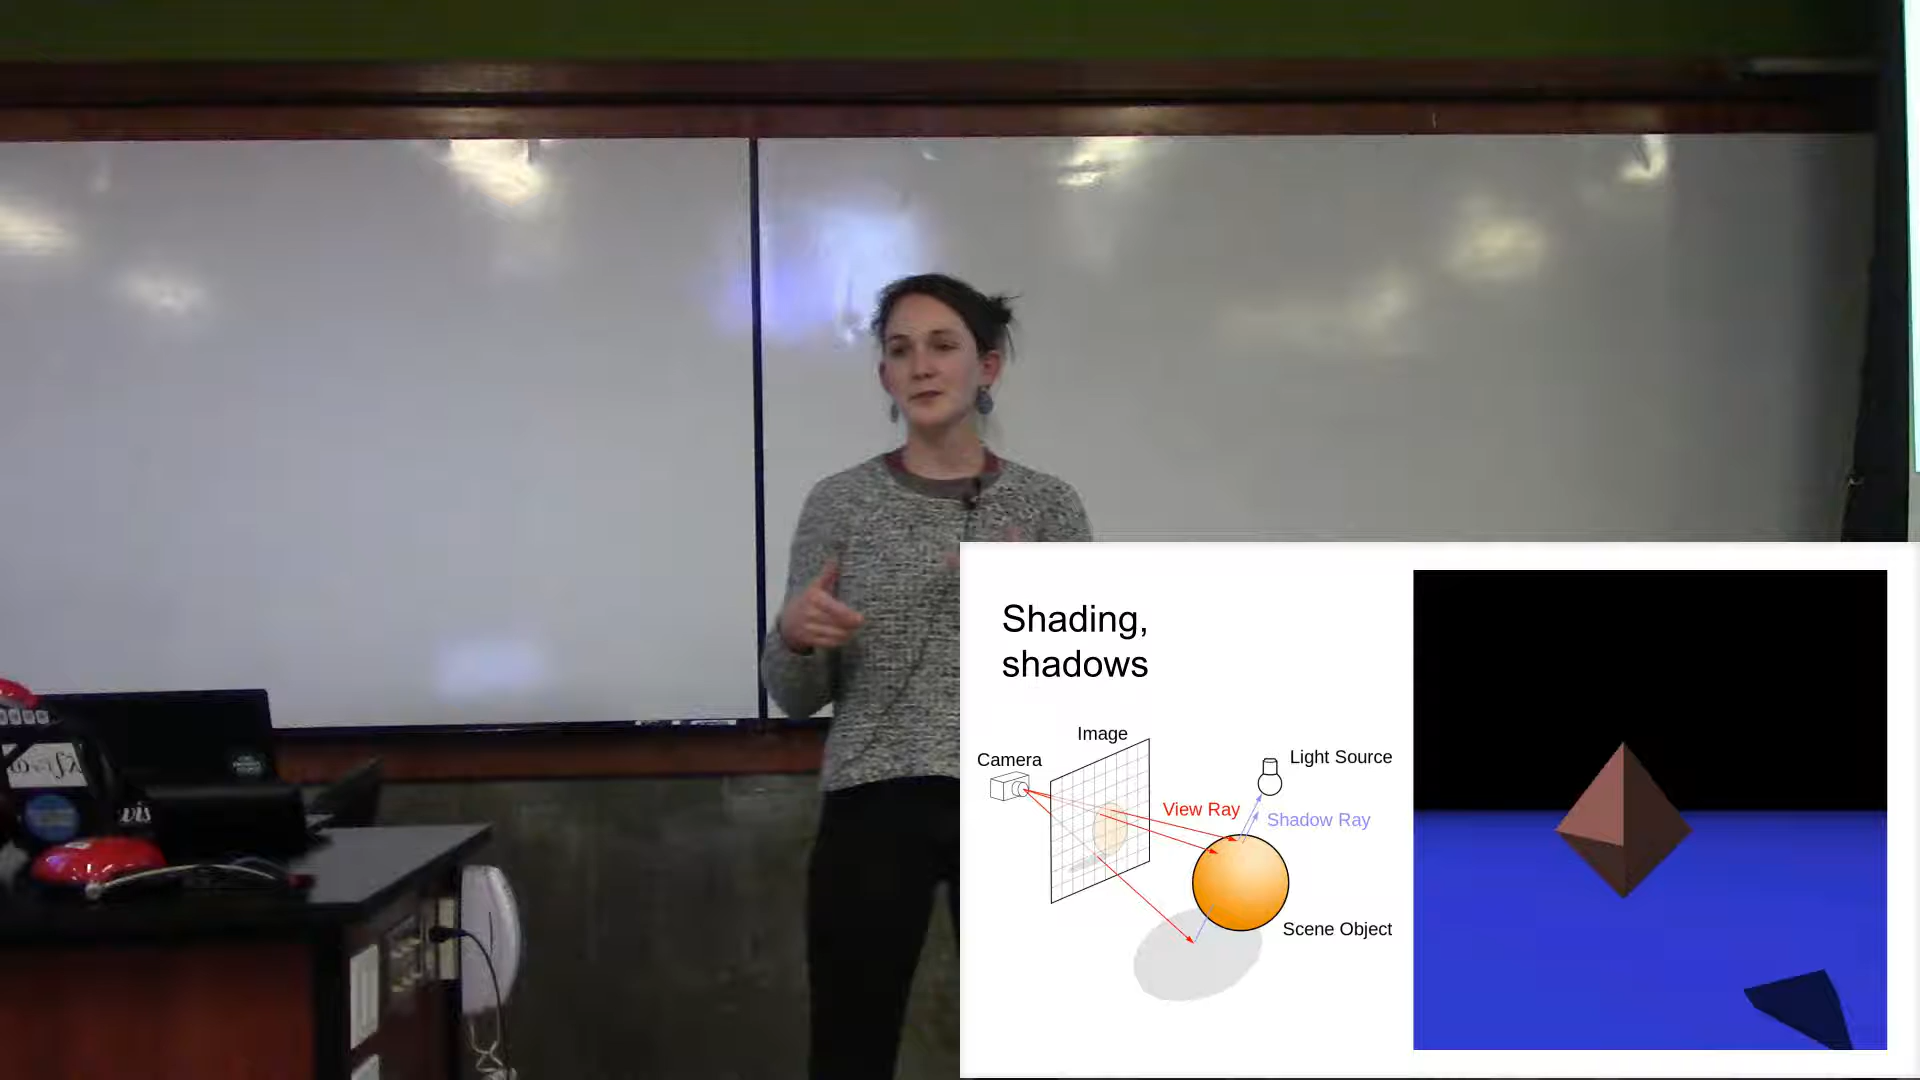 Shading,
shadows
Image
Camera
Light Source
View Ray
Shadow Ray
Scene Object